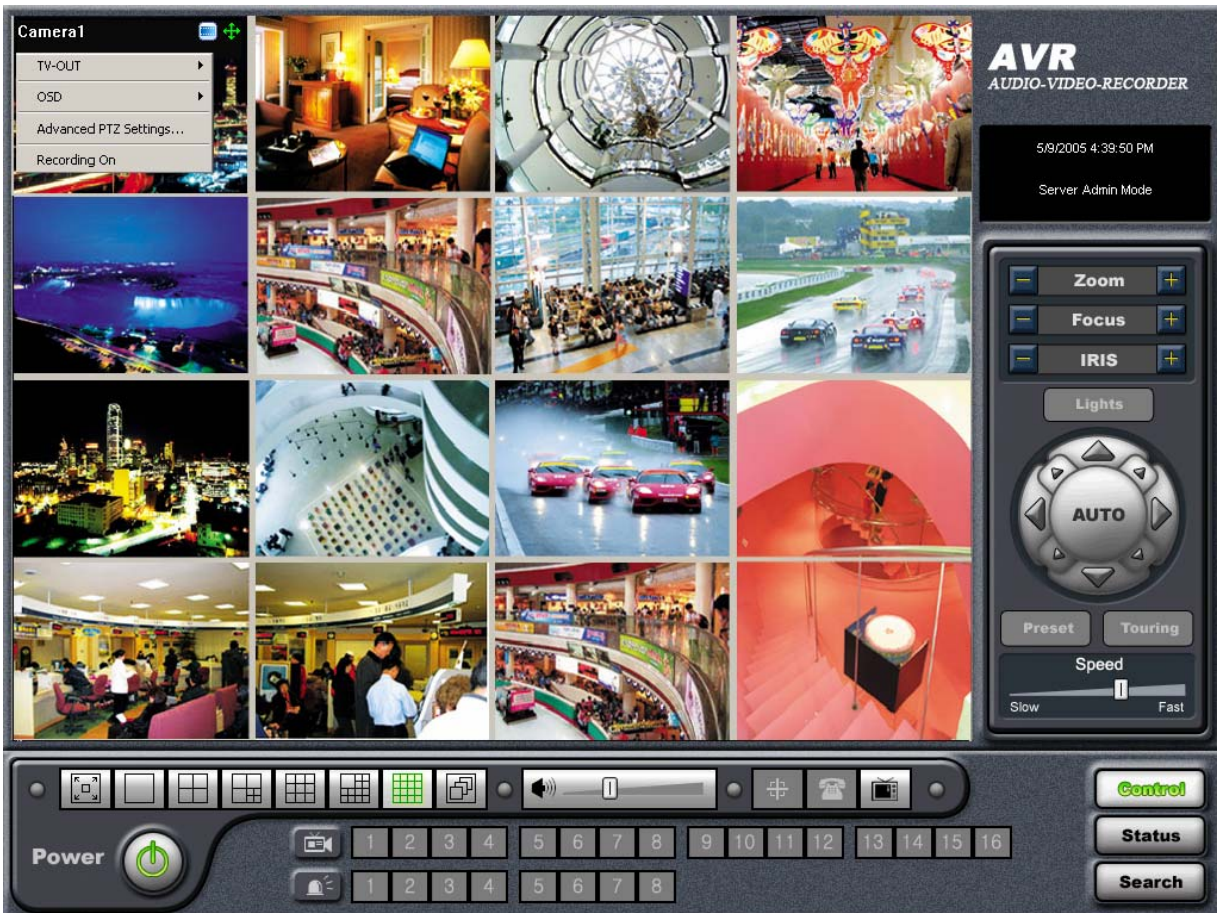 Camera1
TV-OUT
OSD
Advanced PTZ Settings...
Recording On
AVR
AUDIO-VIDEO-RECORDER
5/9/2005 4:39:50 PM
Server Admin Mode
Zoom
Focus
IRIS
Lights
AUTO
Preset
Touring
Speed
Slow
Fast
Power
1 2 3 4 5 6 7 8 9 10 11 12 13 14 15 16
1 2 3 4 5 6 7 8
Control
Status
Search